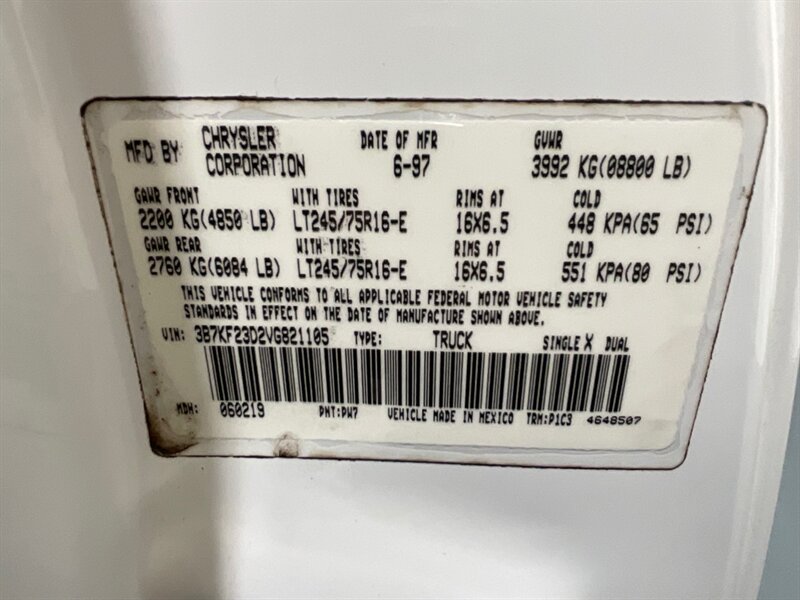 MFD BY CHRYSLER CORPORATION DATE OF MFR 6-97 GVWR 3992 KG(08800 LB)
GAWR FRONT WITH TIRES RIMS AT COLD
2200 KG(4850 LB) LT245/75R16-E 16X6.5 448 KPA(65 PSI)
GAWR REAR WITH TIRES RIMS AT COLD
2760 KG(6084 LB) LT245/75R16-E 16X6.5 551 KPA(80 PSI)
THIS VEHICLE CONFORMS TO ALL APPLICABLE FEDERAL MOTOR VEHICLE SAFETY
STANDARDS IN EFFECT ON THE DATE OF MANUFACTURE SHOWN ABOVE.
VIN: 3B7KF23D2VG821105 TYPE: TRUCK SINGLE X DUAL
MDH: 060219 PNT:PW7 VEHICLE MADE IN MEXICO TRM:P1C3 4648507